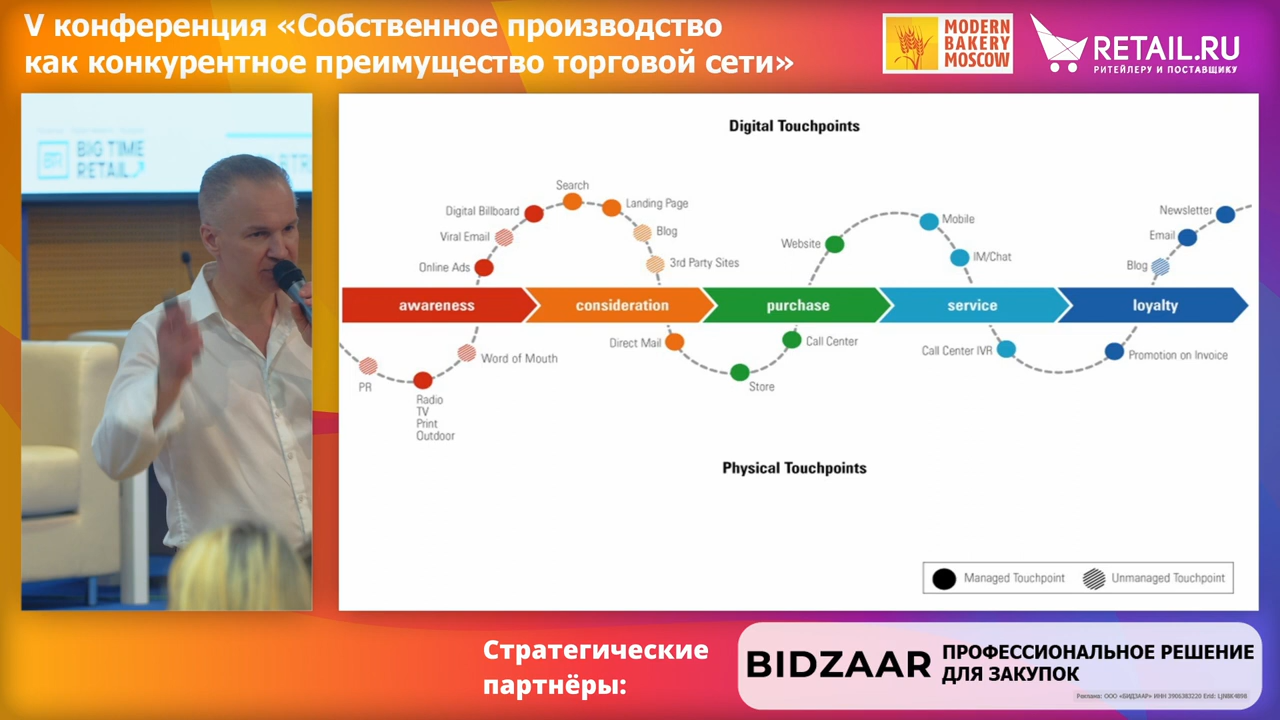 V конференция «Собственное производство
как конкурентное преимущество торговой сети»
MODERN
BAKERY
MOSCOW
RETAIL.RU
РИТЕЙЛЕРУ И ПОСТАВЩИКУ
BIG TIME
RETAIL
Digital Touchpoints
Search
Digital Billboard
Landing Page
Viral Email
Blog
Online Ads
3rd Party Sites
Website
Mobile
IM/Chat
Newsletter
Email
Blog
awareness
consideration
purchase
service
loyalty
PR
Radio
TV
Print
Outdoor
Word of Mouth
Direct Mail
Store
Call Center
Call Center IVR
Promotion on Invoice
Physical Touchpoints
Managed Touchpoint
Unmanaged Touchpoint
Стратегические
партнёры:
BIDZAAR
ПРОФЕССИОНАЛЬНОЕ РЕШЕНИЕ
ДЛЯ ЗАКУПОК